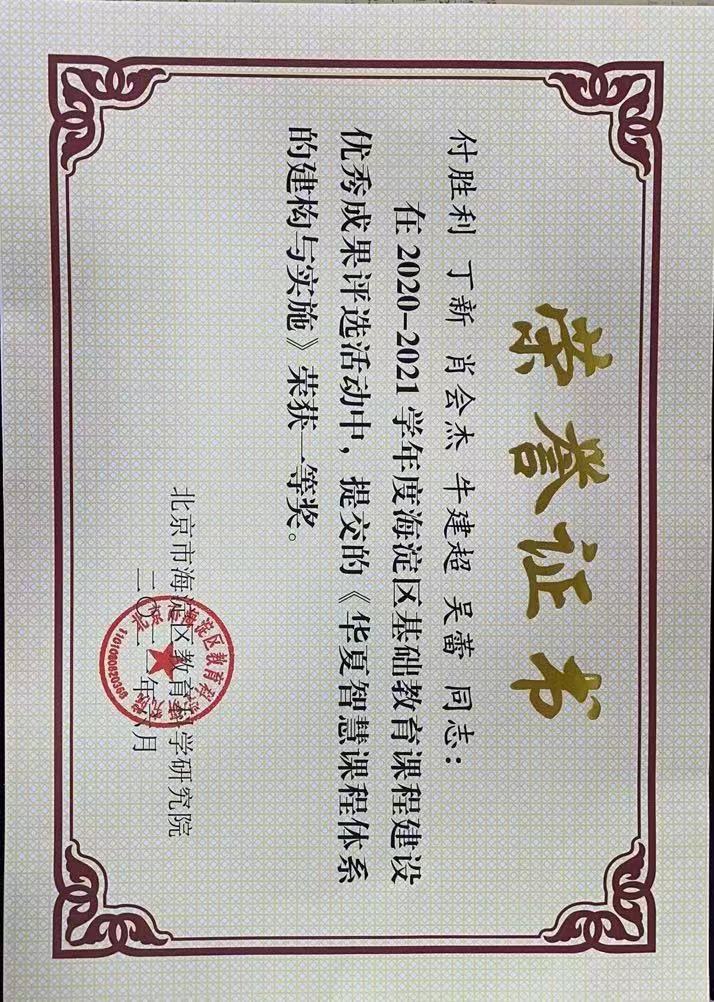 荣誉证书
付胜利 丁新 肖会杰 牛建超 吴蕾 同志：
在2020-2021学年度海淀区基础教育课程建设
优秀成果评选活动中，提交的《华夏智慧课程体系
的建构与实施》荣获一等奖。
北京市海淀区教育科学研究院
二〇二一年六月